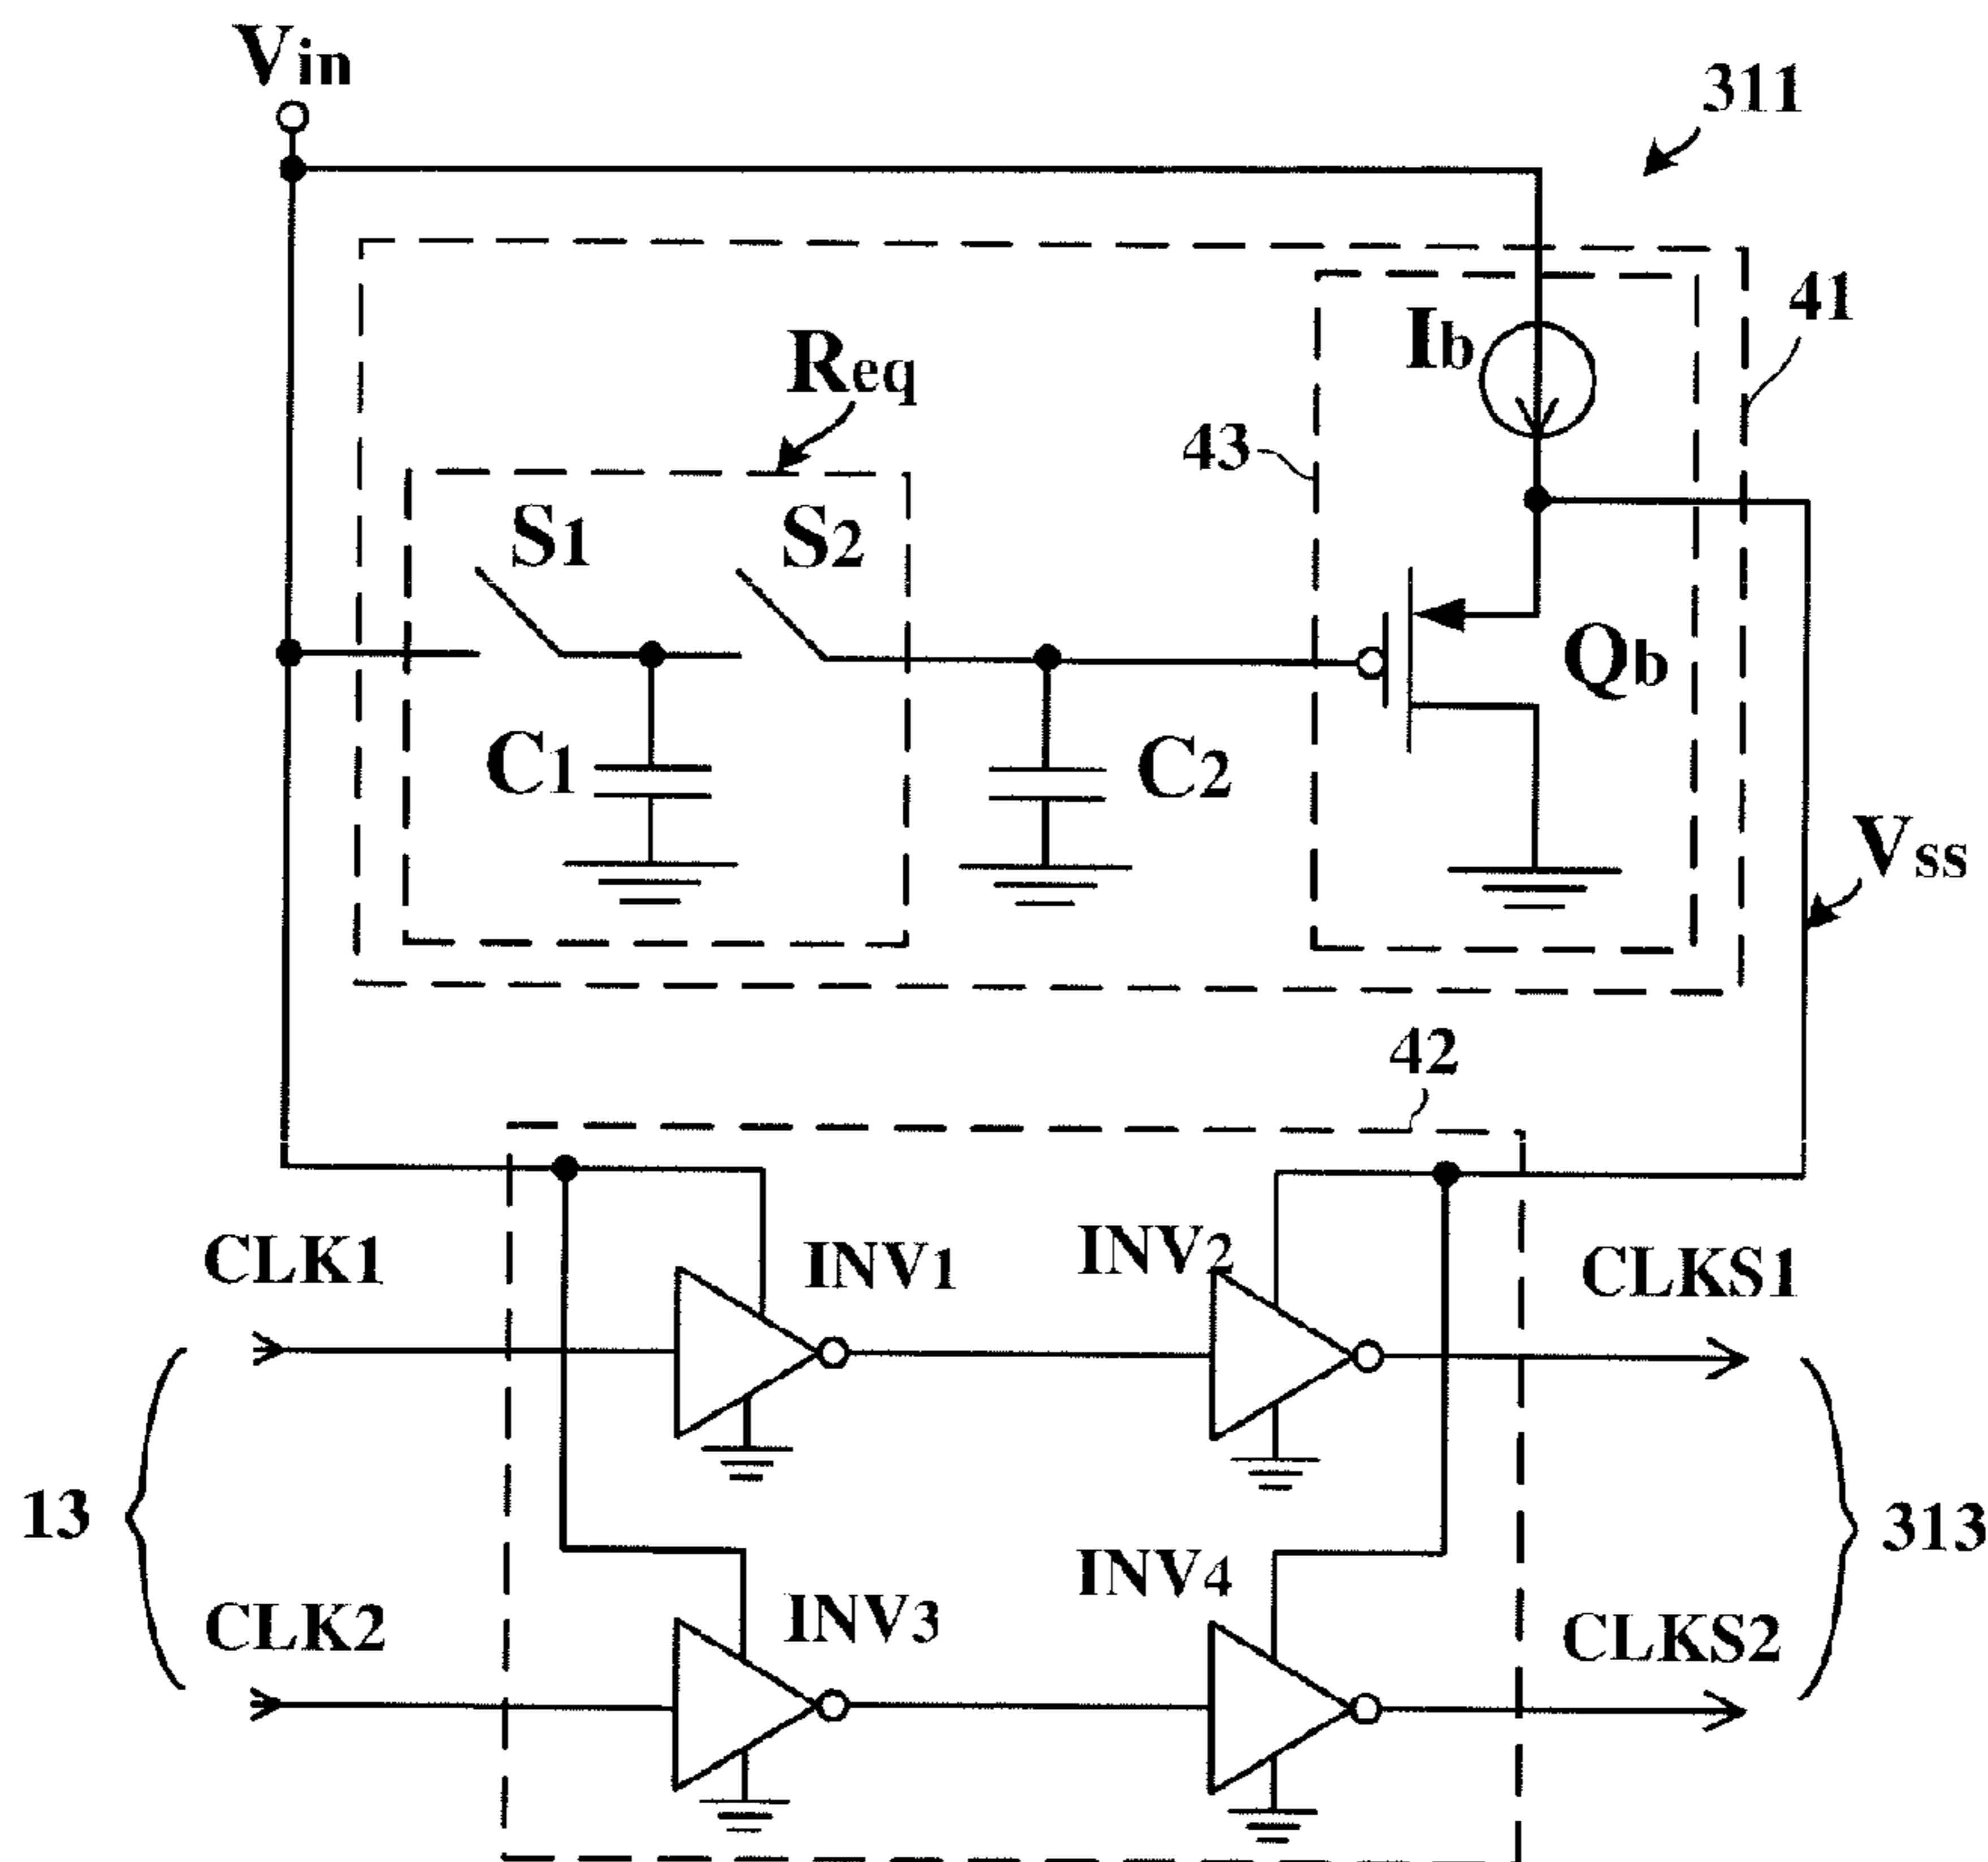 Vin
311
41
Ib
Req
43
S1
S2
Qb
C1
C2
Vss
42
CLK1
INV1
INV2
CLKS1
13
313
INV4
CLK2
INV3
CLKS2